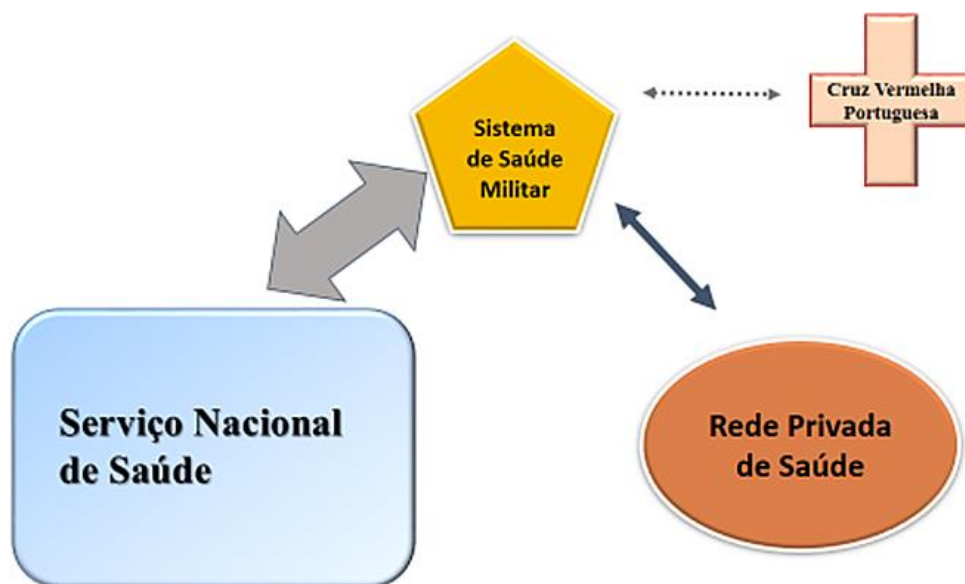 Sistema
de Saúde
Militar
Cruz Vermelha
Portuguesa
Serviço Nacional
de Saúde
Rede Privada
de Saúde